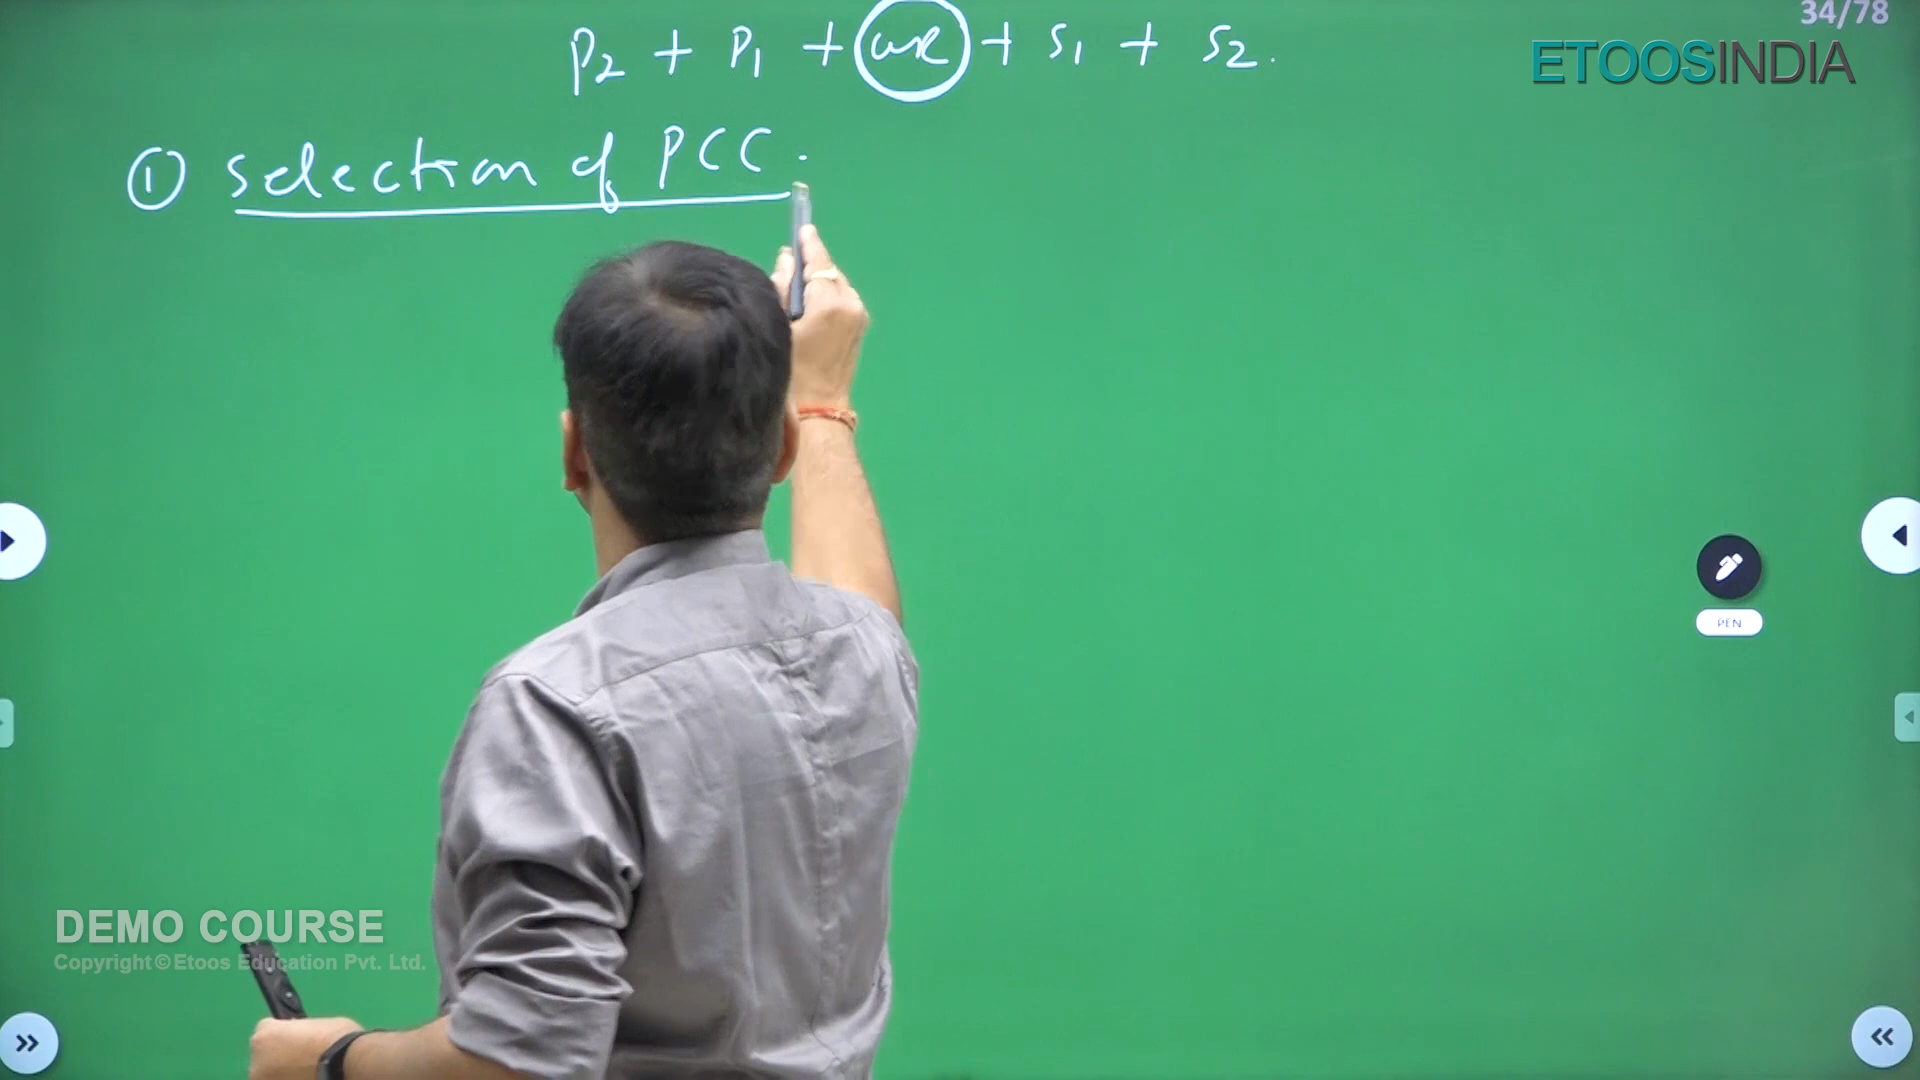 34/78
P2 + P1 + WR + S1 + S2.
ETOOSINDIA
① Selection of PCC.
PEN
DEMO COURSE
Copyright©Etoos Education Pvt. Ltd.